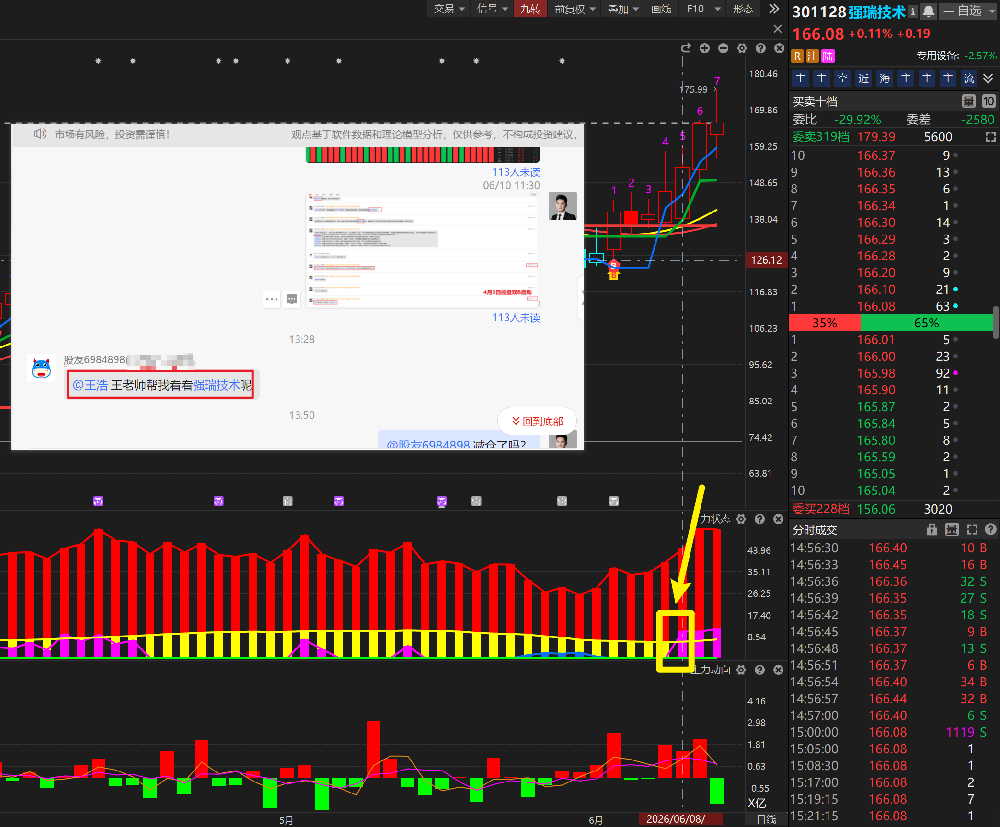 交易 信号 九转 前复权 叠加 画线 F10 形态
7
175.99→
6
5
4
3
2
1
B
B
180.46
169.86
159.25
148.65
138.04
126.12
116.83
106.23
95.62
85.02
74.42
63.81
市场有风险，投资需谨慎！ 观点基于软件数据和理论模型分析，仅供参考，不构成投资建议，
113人未读
06/10 11:30
4月3日控盘双B启动
113人未读
13:28
股友6984898(
@王浩 王老师帮我看看强瑞技术呢
13:50
回到底部
@股友6984898 减仓了吗?
叠 叠 它 叠 叠 它 它 叠
主力状态
43.96
35.11
26.25
17.40
8.54
主力动向
4.16
2.98
1.81
0.63
-0.55
X亿
5月 6月 2026/06/08/一 日线
301128 强瑞技术 自选
166.08 +0.11% +0.19
R 注 陆 专用设备: -2.57%
主 主 空 近 海 主 主 主 流
买卖十档 量 10
委比 -29.92% 委差 -2580
委卖319档 179.39 5600
10 166.37 9
9 166.36 13
8 166.35 6
7 166.34 1
6 166.30 14
5 166.29 3
4 166.28 2
3 166.20 9
2 166.10 21
1 166.08 63
35% 65%
1 166.01 5
2 166.00 23
3 165.98 92
4 165.90 11
5 165.87 2
6 165.84 5
7 165.80 8
8 165.59 2
9 165.05 1
10 165.04 2
委买228档 156.06 3020
分时成交 量
14:56:30 166.40 10 B
14:56:33 166.45 16 B
14:56:36 166.36 32 S
14:56:39 166.35 27 S
14:56:42 166.35 18 S
14:56:45 166.37 9 B
14:56:48 166.37 13 S
14:56:51 166.37 6 B
14:56:54 166.40 34 B
14:56:57 166.44 32 B
14:57:00 166.40 6 S
15:00:00 166.08 1119 S
15:05:00 166.08 1
15:08:30 166.08 1
15:17:00 166.08 2
15:19:15 166.08 7
15:21:15 166.08 1